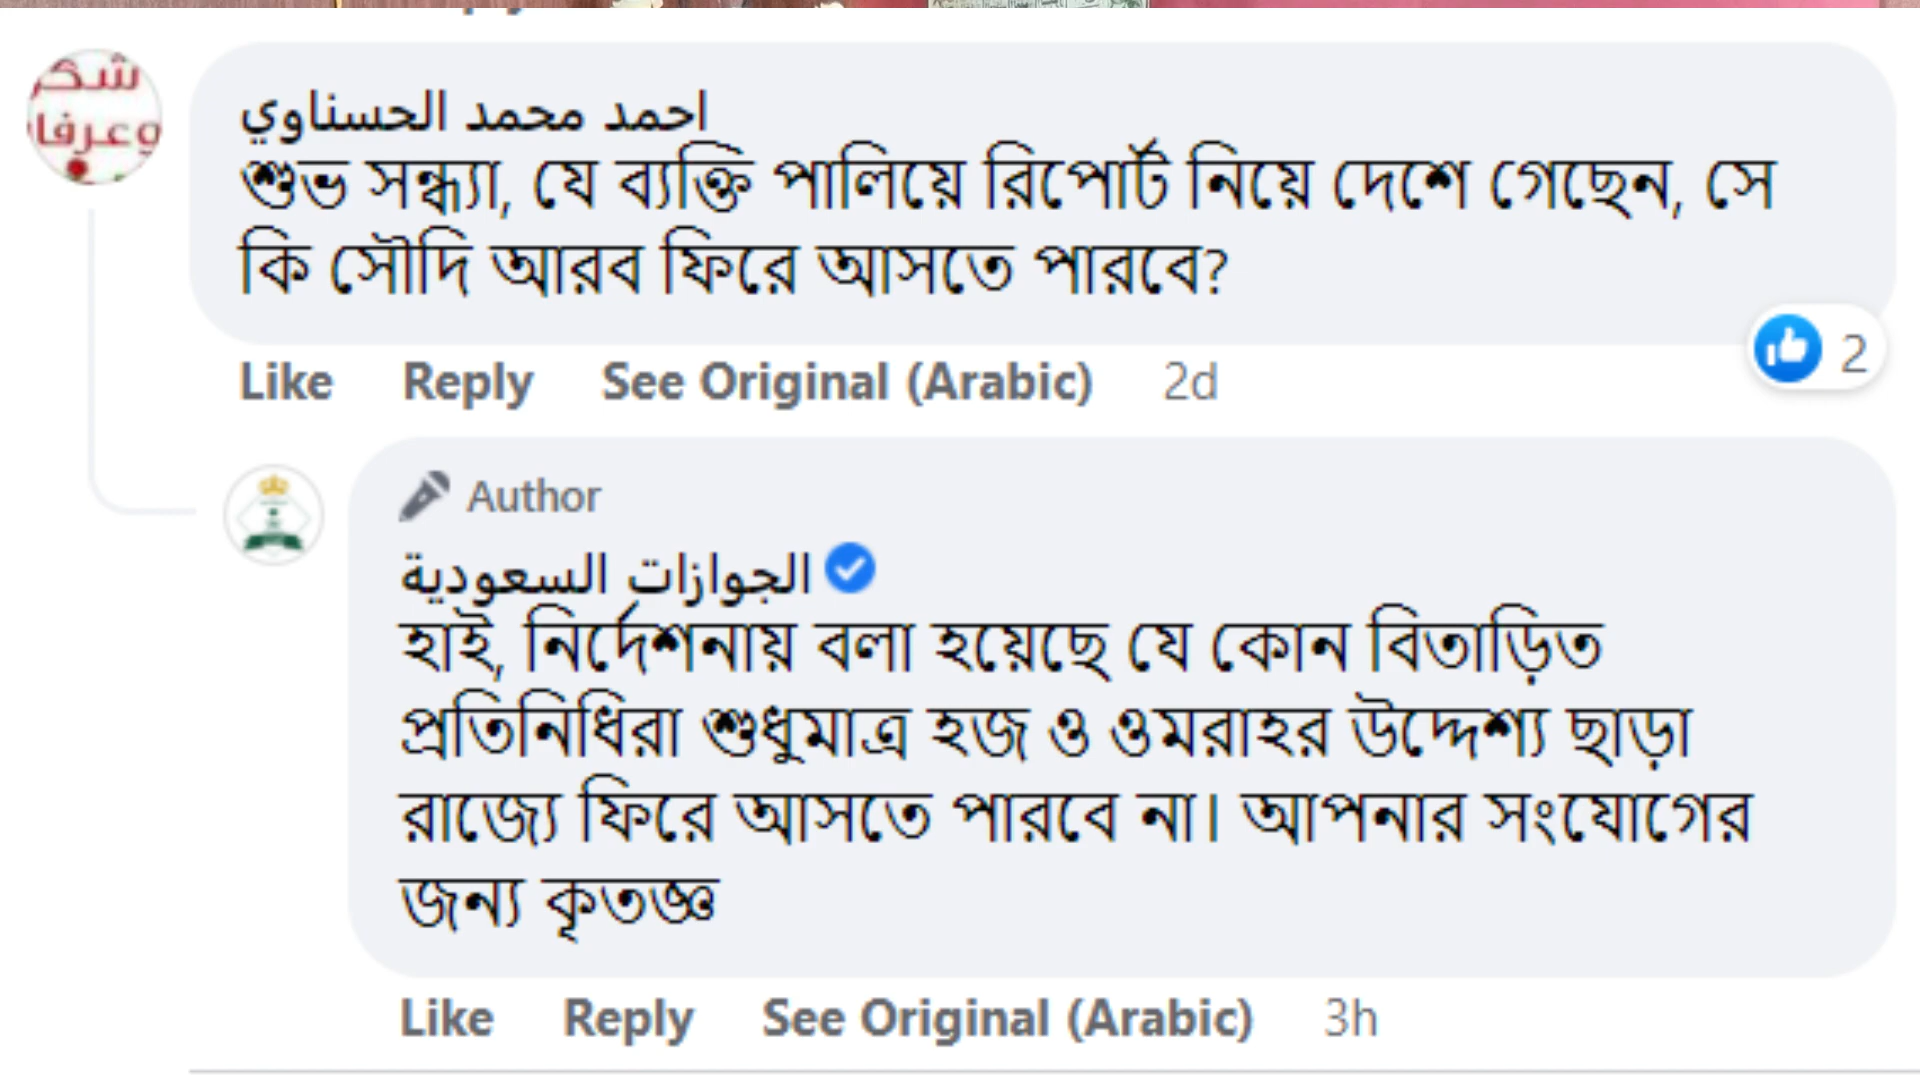 شكر
وعرفا
احمد محمد الحسناوي
শুভ সন্ধ্যা, যে ব্যক্তি পালিয়ে রিপোর্ট নিয়ে দেশে গেছেন, সে
কি সৌদি আরব ফিরে আসতে পারবে?
2
Like Reply See Original (Arabic) 2d
Author
الجوازات السعودية
হাই, নির্দেশনায় বলা হয়েছে যে কোন বিতাড়িত
প্রতিনিধিরা শুধুমাত্র হজ ও ওমরাহর উদ্দেশ্য ছাড়া
রাজ্যে ফিরে আসতে পারবে না। আপনার সংযোগের
জন্য কৃতজ্ঞ
Like Reply See Original (Arabic) 3h